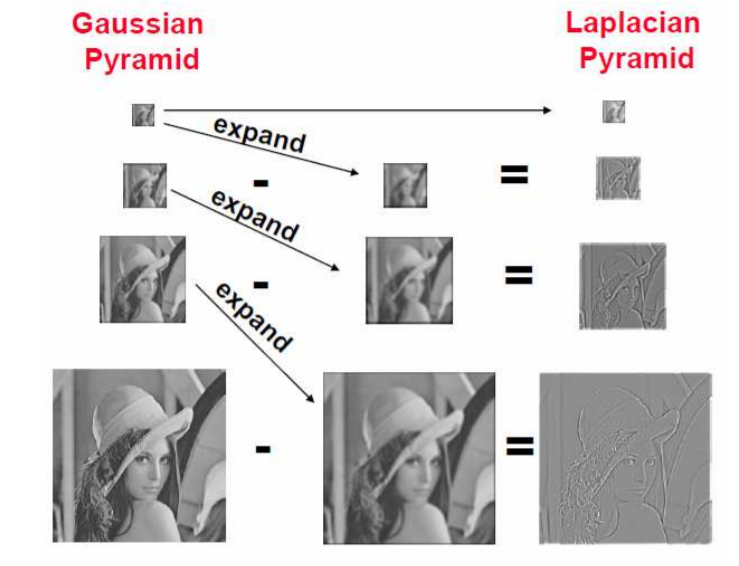 Gaussian
Pyramid
Laplacian
Pyramid
expand
-
=
expand
-
=
expand
-
=